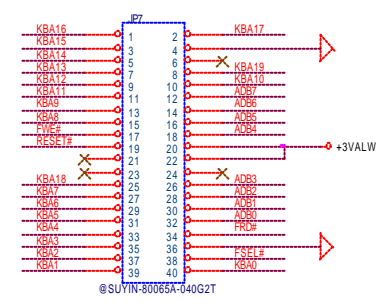 JP7
KBA16 1 2 KBA17
KBA15 3 4
KBA14 5 6
KBA13 7 8 KBA19
KBA12 9 10 KBA10
KBA11 11 12 ADB7
KBA9 13 14 ADB6
KBA8 15 16 ADB5
FWE# 17 18 ADB4
RESET# 19 20 +3VALW
21 22
23 24
KBA18 25 26 ADB3
KBA7 27 28 ADB2
KBA6 29 30 ADB1
KBA5 31 32 ADB0
KBA4 33 34 FRD#
KBA3 35 36
KBA2 37 38 FSEL#
KBA1 39 40 KBA0
@SUYIN-80065A-040G2T